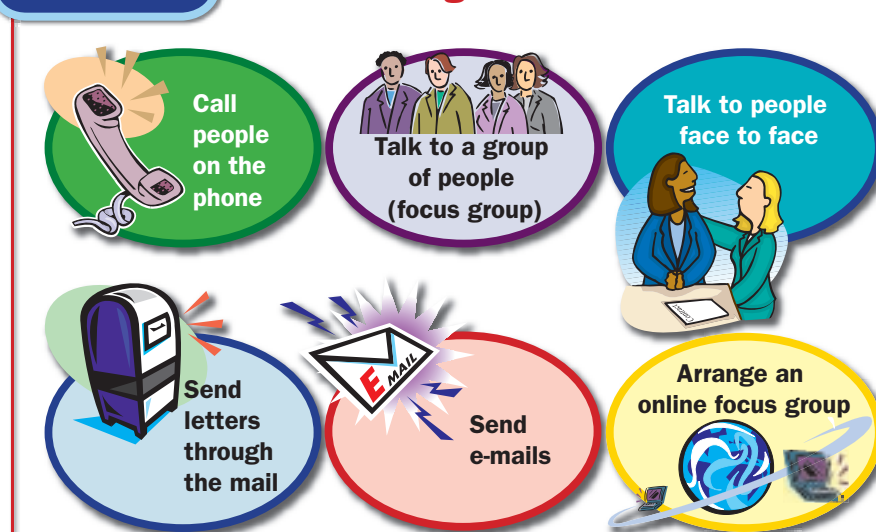 Call
people
on the
phone
Talk to a group
of people
(focus group)
Talk to people
face to face
Contract
Send
letters
through
the mail
E MAIL
Send
e-mails
Arrange an
online focus group